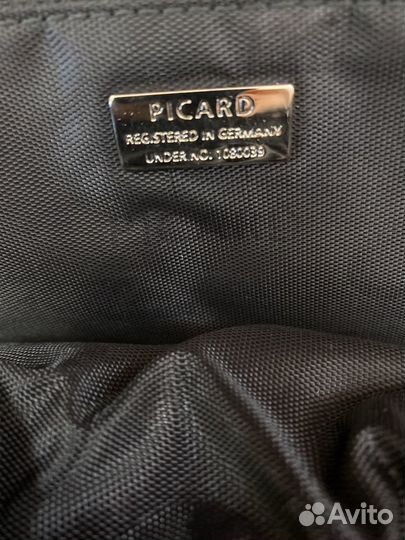 PICARD
REGISTERED IN GERMANY
UNDER NO. 1080039
Avito